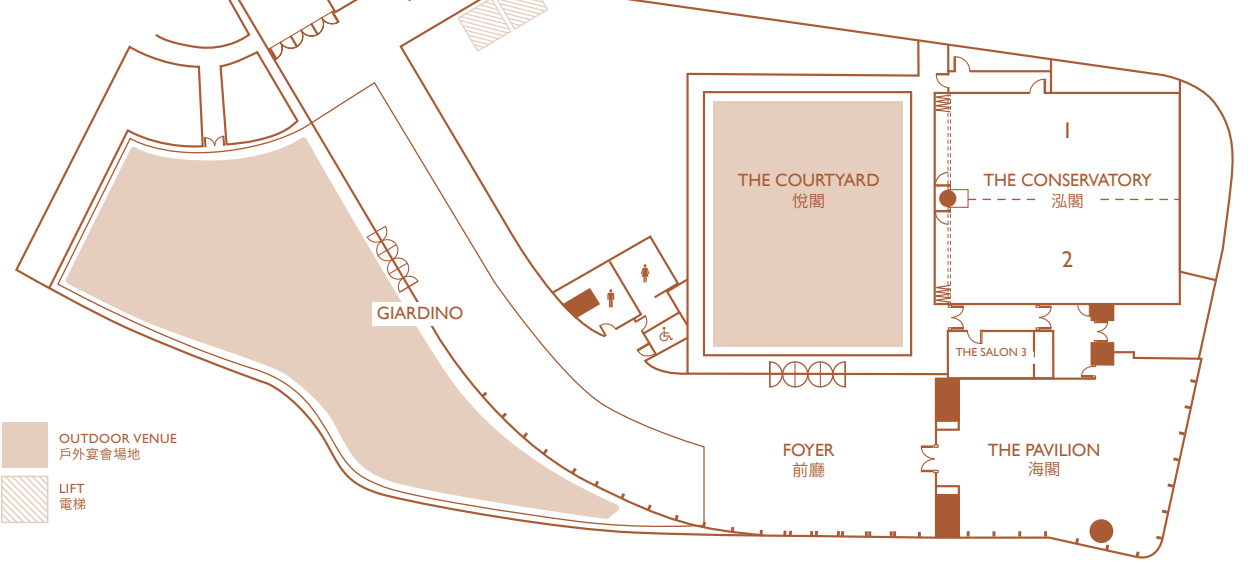 1
THE COURTYARD
悅閣
THE CONSERVATORY
泓閣
2
GIARDINO
THE SALON 3
OUTDOOR VENUE
戶外宴會場地
LIFT
電梯
FOYER
前廳
THE PAVILION
海閣